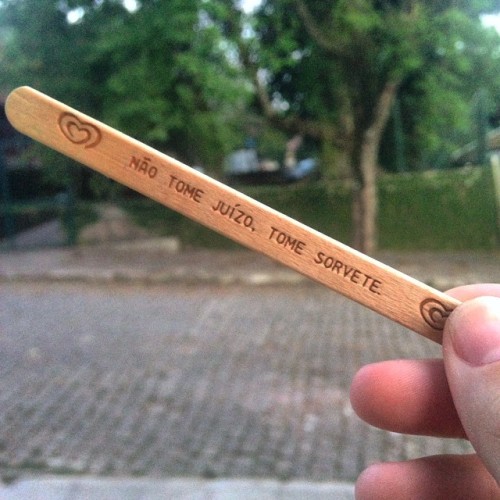 NÃO TOME JUÍZO, TOME SORVETE.